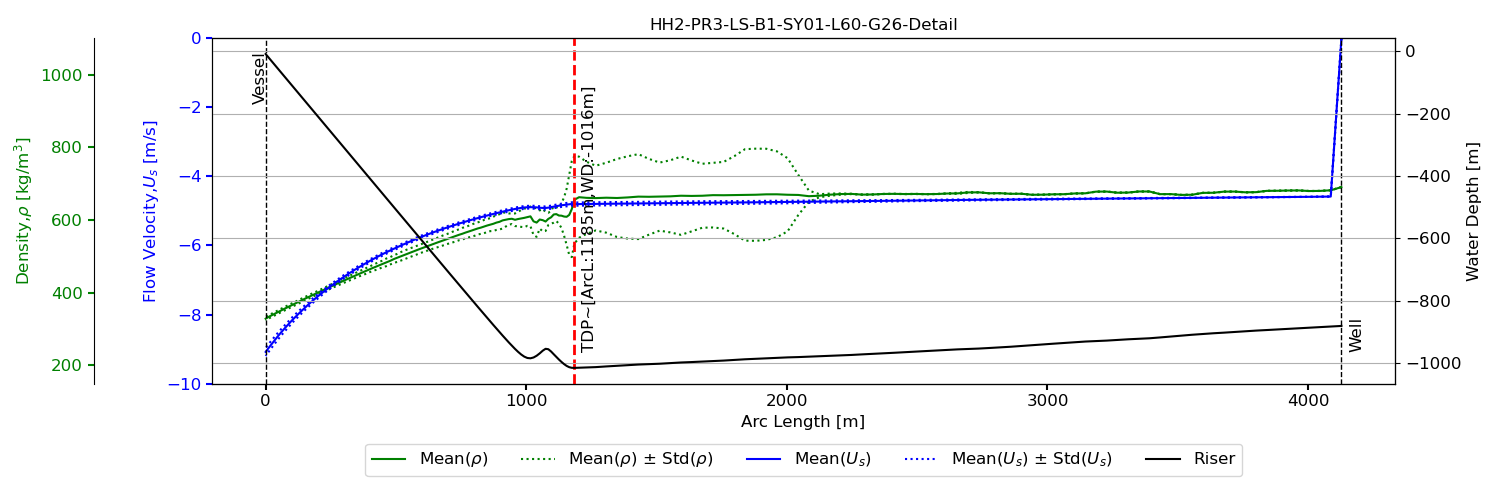 HH2-PR3-LS-B1-SY01-L60-G26-Detail
Density,ρ [kg/m³]
1000
800
600
400
200
Flow Velocity,Uₛ [m/s]
0
−2
−4
−6
−8
−10
Vessel
TDP~[ArcL:1185m,WD:-1016m]
Well
0
−200
−400
−600
−800
−1000
Water Depth [m]
0 1000 2000 3000 4000
Arc Length [m]
Mean(ρ) Mean(ρ) ± Std(ρ) Mean(Uₛ) Mean(Uₛ) ± Std(Uₛ) Riser